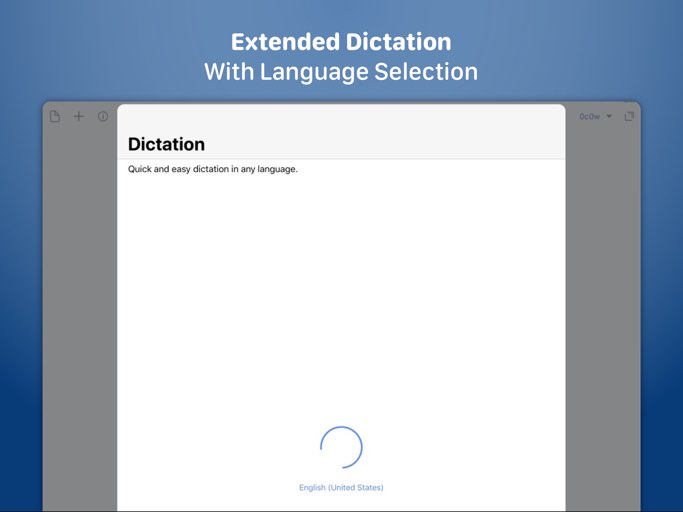 Extended Dictation
With Language Selection
0c0w
Dictation
Quick and easy dictation in any language.
English (United States)